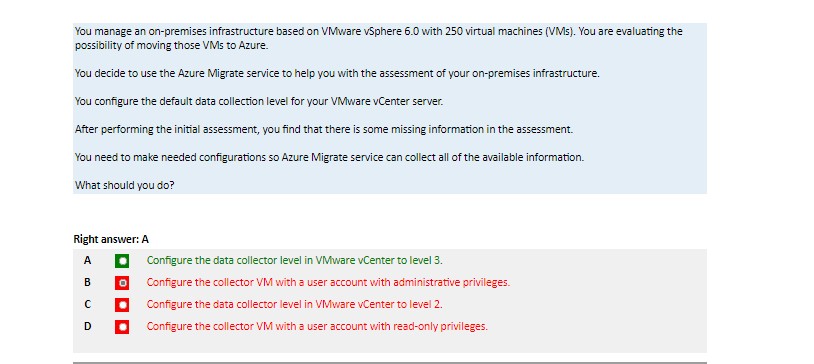 You manage an on-premises infrastructure based on VMware vSphere 6.0 with 250 virtual machines (VMs). You are evaluating the
possibility of moving those VMs to Azure.
You decide to use the Azure Migrate service to help you with the assessment of your on-premises infrastructure.
You configure the default data collection level for your VMware vCenter server.
After performing the initial assessment, you find that there is some missing information in the assessment.
You need to make needed configurations so Azure Migrate service can collect all of the available information.
What should you do?
Right answer: A
A Configure the data collector level in VMware vCenter to level 3.
B Configure the collector VM with a user account with administrative privileges.
C Configure the data collector level in VMware vCenter to level 2.
D Configure the collector VM with a user account with read-only privileges.